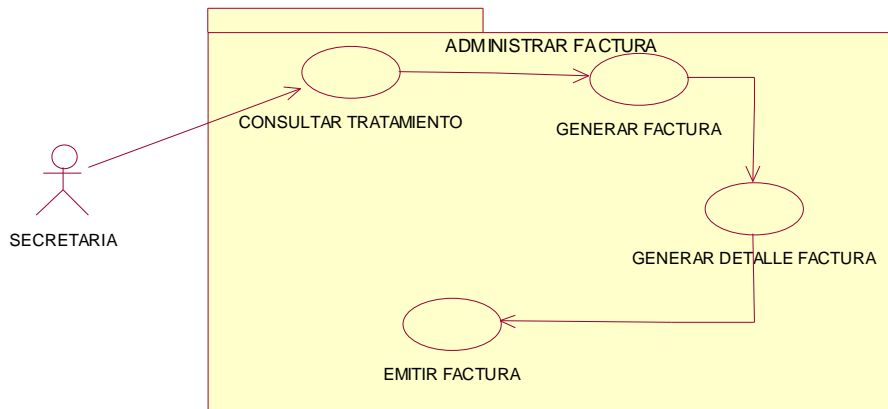 ADMINISTRAR FACTURA
CONSULTAR TRATAMIENTO
GENERAR FACTURA
SECRETARIA
GENERAR DETALLE FACTURA
EMITIR FACTURA